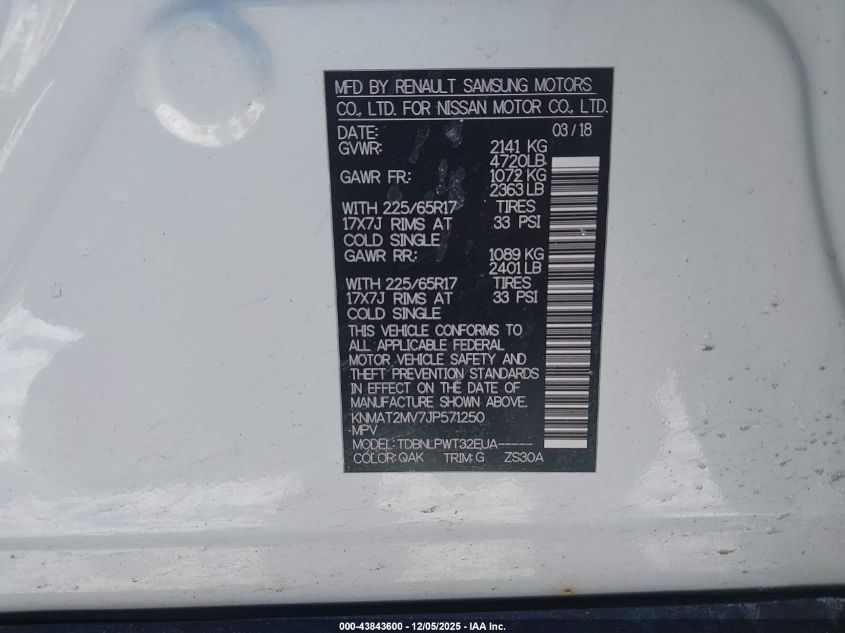 MFD BY RENAULT SAMSUNG MOTORS
CO., LTD. FOR NISSAN MOTOR CO., LTD.
DATE: 03 / 18
GVWR: 2141 KG
4720LB
GAWR FR.: 1072 KG
2363 LB
WITH 225/65R17 TIRES
17X7J RIMS AT 33 PSI
COLD SINGLE
GAWR RR.: 1089 KG
2401 LB
WITH 225/65R17 TIRES
17X7J RIMS AT 33 PSI
COLD SINGLE
THIS VEHICLE CONFORMS TO
ALL APPLICABLE FEDERAL
MOTOR VEHICLE SAFETY AND
THEFT PREVENTION STANDARDS
IN EFFECT ON THE DATE OF
MANUFACTURE SHOWN ABOVE.
KNMAT2MV7JP571250
-MPV
MODEL: TDBNLPWT32EUA-----
COLOR: QAK TRIM: G ZS30A
000-43843600 - 12/05/2025 - IAA Inc.